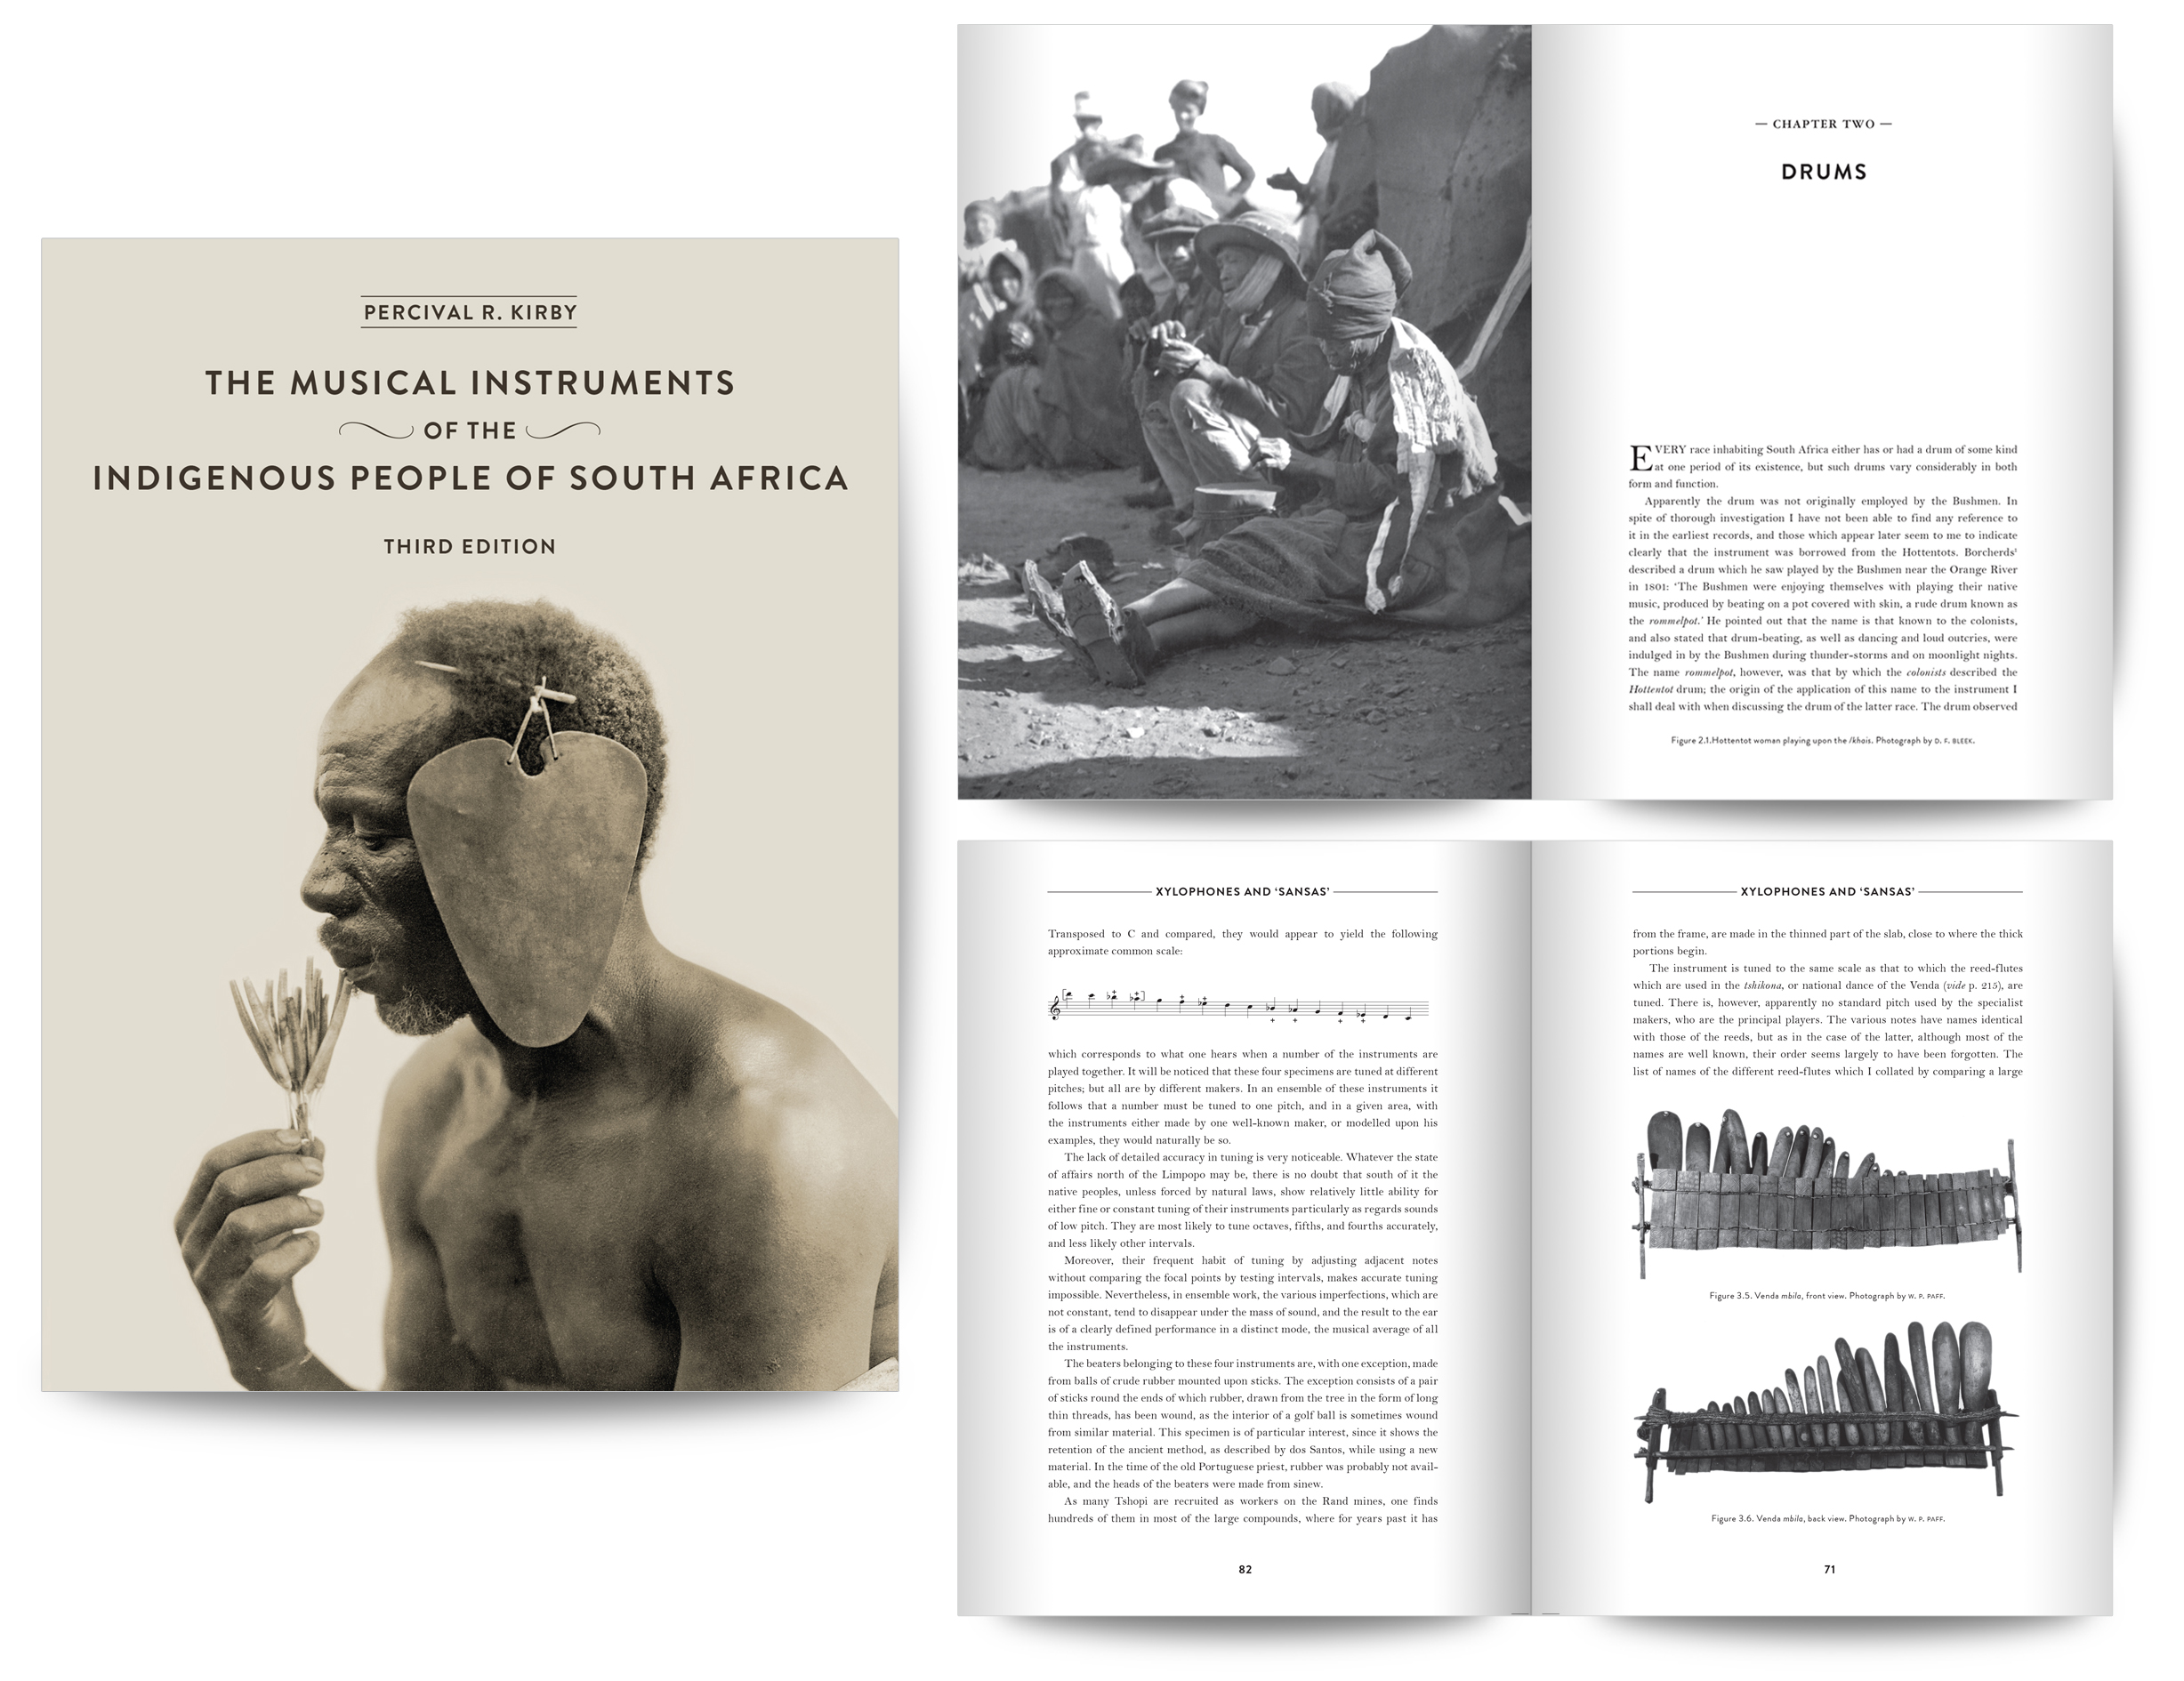 PERCIVAL R. KIRBY
THE MUSICAL INSTRUMENTS
OF THE
INDIGENOUS PEOPLE OF SOUTH AFRICA
THIRD EDITION
— CHAPTER TWO —
DRUMS
EVERY race inhabiting South Africa either has or had a drum of some kind
at one period of its existence, but such drums vary considerably in both
form and function.
Apparently the drum was not originally employed by the Bushmen. In
spite of thorough investigation I have not been able to find any reference to
it in the earliest records, and those which appear later seem to me to indicate
clearly that the instrument was borrowed from the Hottentots. Borcherds¹
described a drum which he saw played by the Bushmen near the Orange River
in 1801: ‘The Bushmen were enjoying themselves with playing their native
music, produced by beating on a pot covered with skin, a rude drum known as
the rommelpot.’ He pointed out that the name is that known to the colonists,
and also stated that drum-beating, as well as dancing and loud outcries, were
indulged in by the Bushmen during thunder-storms and on moonlight nights.
The name rommelpot, however, was that by which the colonists described the
Hottentot drum; the origin of the application of this name to the instrument I
shall deal with when discussing the drum of the latter race. The drum observed
Figure 2.1.Hottentot woman playing upon the /khais. Photograph by D. F. BLEEK.
XYLOPHONES AND ‘SANSAS’
Transposed to C and compared, they would appear to yield the following
approximate common scale:
which corresponds to what one hears when a number of the instruments are
played together. It will be noticed that these four specimens are tuned at different
pitches; but all are by different makers. In an ensemble of these instruments it
follows that a number must be tuned to one pitch, and in a given area, with
the instruments either made by one well-known maker, or modelled upon his
examples, they would naturally be so.
The lack of detailed accuracy in tuning is very noticeable. Whatever the state
of affairs north of the Limpopo may be, there is no doubt that south of it the
native peoples, unless forced by natural laws, show relatively little ability for
either fine or constant tuning of their instruments particularly as regards sounds
of low pitch. They are most likely to tune octaves, fifths, and fourths accurately,
and less likely other intervals.
Moreover, their frequent habit of tuning by adjusting adjacent notes
without comparing the focal points by testing intervals, makes accurate tuning
impossible. Nevertheless, in ensemble work, the various imperfections, which are
not constant, tend to disappear under the mass of sound, and the result to the ear
is of a clearly defined performance in a distinct mode, the musical average of all
the instruments.
The beaters belonging to these four instruments are, with one exception, made
from balls of crude rubber mounted upon sticks. The exception consists of a pair
of sticks round the ends of which rubber, drawn from the tree in the form of long
thin threads, has been wound, as the interior of a golf ball is sometimes wound
from similar material. This specimen is of particular interest, since it shows the
retention of the ancient method, as described by dos Santos, while using a new
material. In the time of the old Portuguese priest, rubber was probably not avail-
able, and the heads of the beaters were made from sinew.
As many Tshopi are recruited as workers on the Rand mines, one finds
hundreds of them in most of the large compounds, where for years past it has
82
XYLOPHONES AND ‘SANSAS’
from the frame, are made in the thinned part of the slab, close to where the thick
portions begin.
The instrument is tuned to the same scale as that to which the reed-flutes
which are used in the tshikona, or national dance of the Venda (vide p. 215), are
tuned. There is, however, apparently no standard pitch used by the specialist
makers, who are the principal players. The various notes have names identical
with those of the reeds, but as in the case of the latter, although most of the
names are well known, their order seems largely to have been forgotten. The
list of names of the different reed-flutes which I collated by comparing a large
Figure 3.5. Venda mbila, front view. Photograph by W. P. PAFF.
Figure 3.6. Venda mbila, back view. Photograph by W. P. PAFF.
71